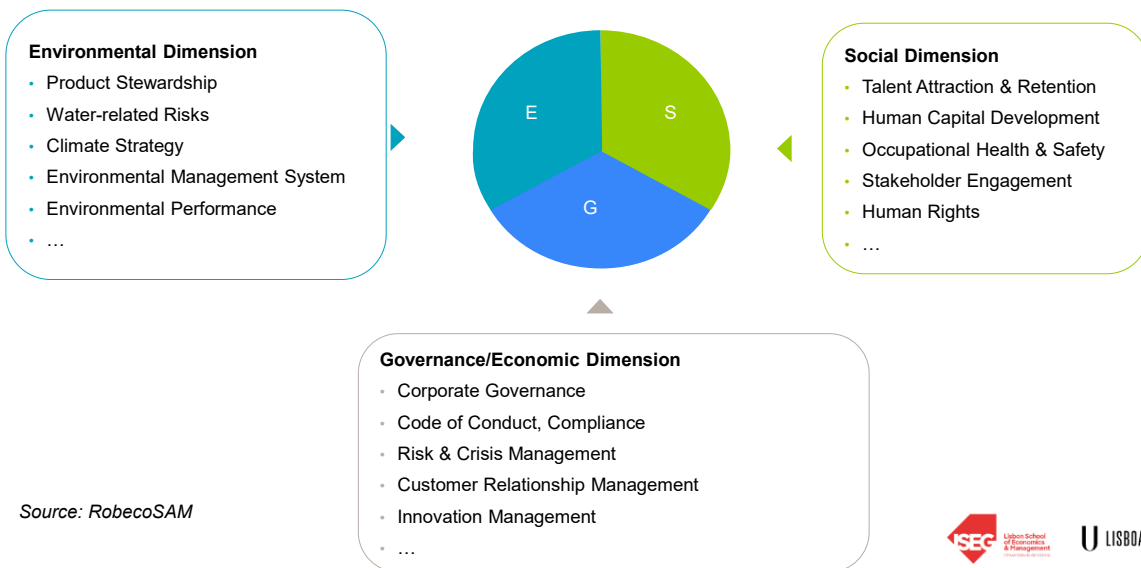 Environmental Dimension
• Product Stewardship
• Water-related Risks
• Climate Strategy
• Environmental Management System
• Environmental Performance
• …
E
S
G
Social Dimension
• Talent Attraction & Retention
• Human Capital Development
• Occupational Health & Safety
• Stakeholder Engagement
• Human Rights
• …
Governance/Economic Dimension
• Corporate Governance
• Code of Conduct, Compliance
• Risk & Crisis Management
• Customer Relationship Management
• Innovation Management
• …
Source: RobecoSAM
ISEG
Lisbon School
of Economics
& Management
U LISBOA